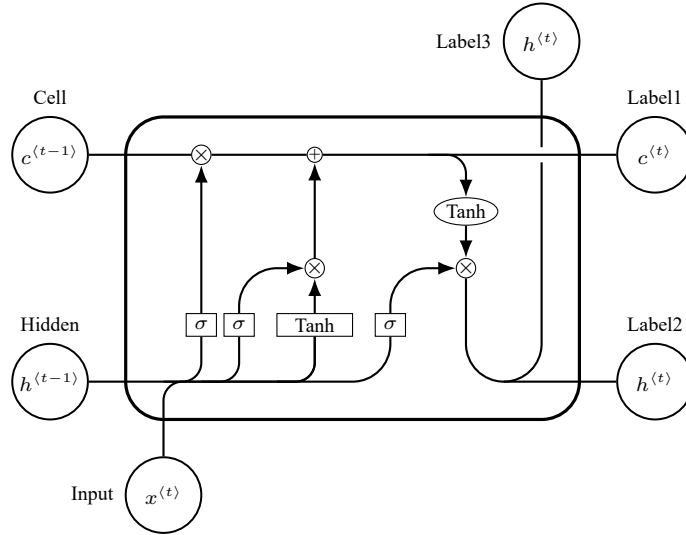 Label3
h⟨t⟩
Cell
Label1
c⟨t−1⟩
×
+
c⟨t⟩
Tanh
×
×
Hidden
σ
σ
Tanh
σ
Label2
h⟨t−1⟩
h⟨t⟩
Input
x⟨t⟩